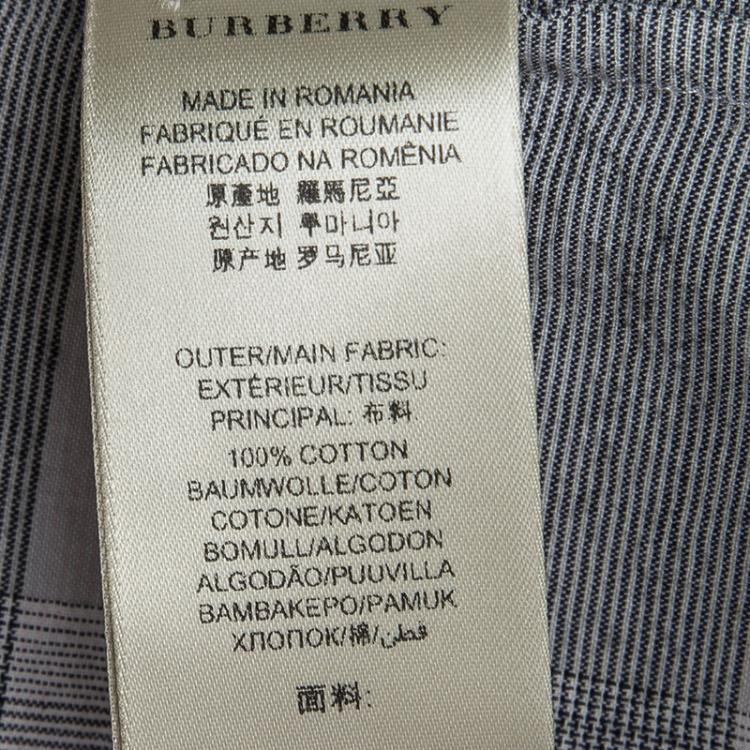 BURBERRY
MADE IN ROMANIA
FABRIQUÉ EN ROUMANIE
FABRICADO NA ROMÊNIA
原產地 羅馬尼亞
원산지 루마니아
原产地 罗马尼亚
OUTER/MAIN FABRIC:
EXTÉRIEUR/TISSU
PRINCIPAL: 布料
100% COTTON
BAUMWOLLE/COTON
COTONE/KATOEN
BOMULL/ALGODON
ALGODÃO/PUUVILLA
BAMBAKEPO/PAMUK
ХЛОПОК/棉/قطن
面料: